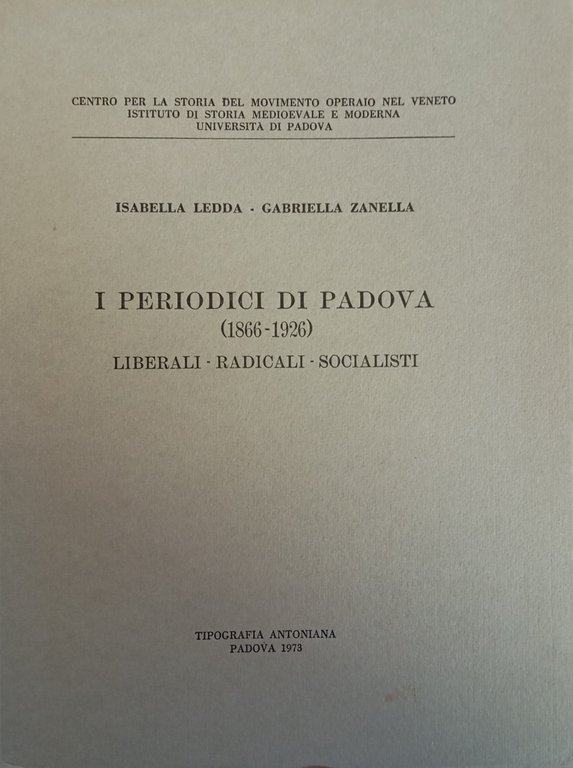 CENTRO PER LA STORIA DEL MOVIMENTO OPERAIO NEL VENETO
ISTITUTO DI STORIA MEDIOEVALE E MODERNA
UNIVERSITÀ DI PADOVA
ISABELLA LEDDA - GABRIELLA ZANELLA
I PERIODICI DI PADOVA
(1866-1926)
LIBERALI - RADICALI - SOCIALISTI
TIPOGRAFIA ANTONIANA
PADOVA 1973